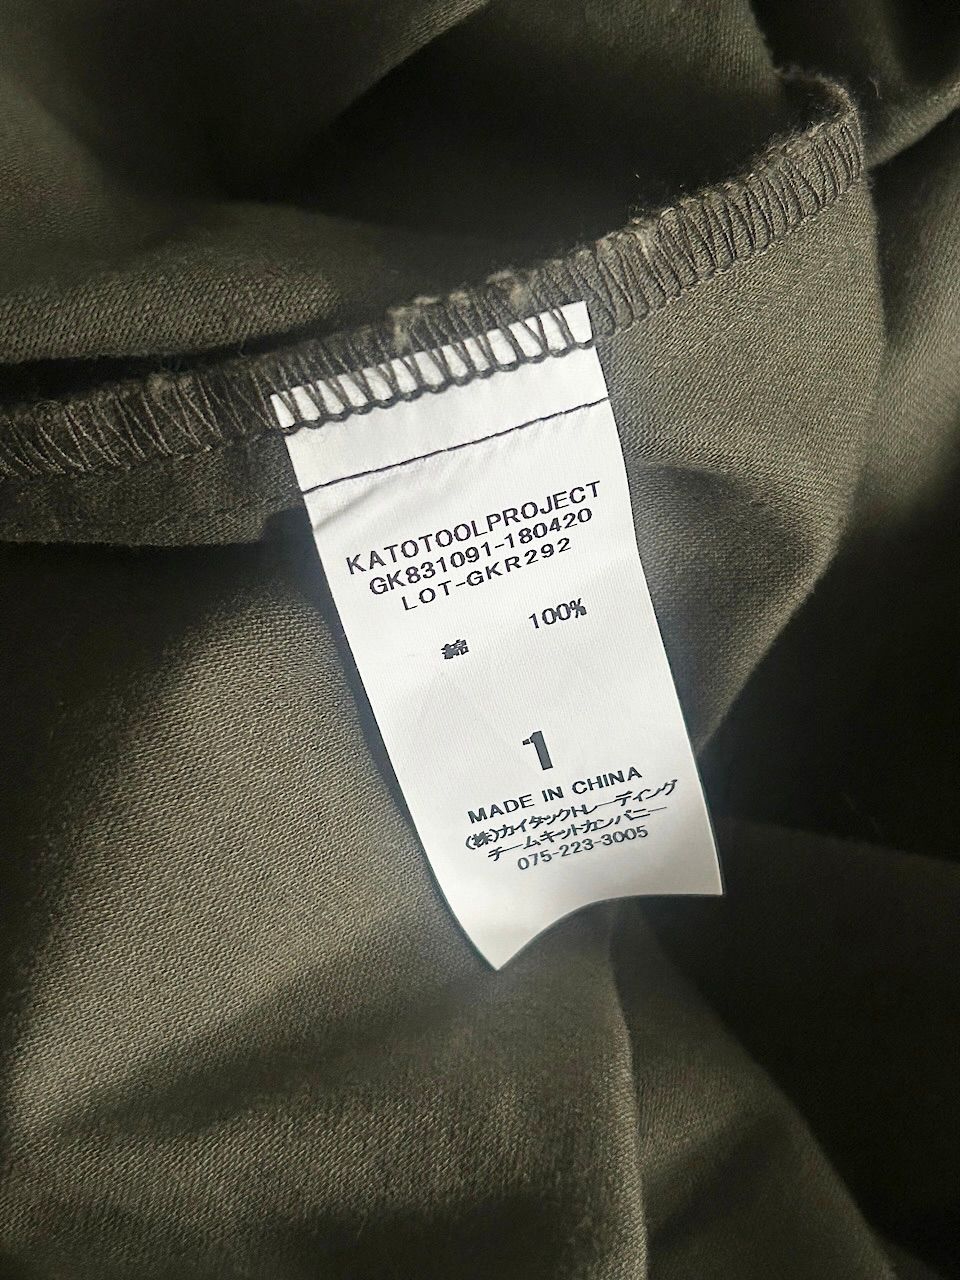 KATOTOOLPROJECT
GK831091-180420
LOT-GKR292
綿 100%
1
MADE IN CHINA
(株)カイタックトレーディング
チームキットカンパニー
075-223-3005